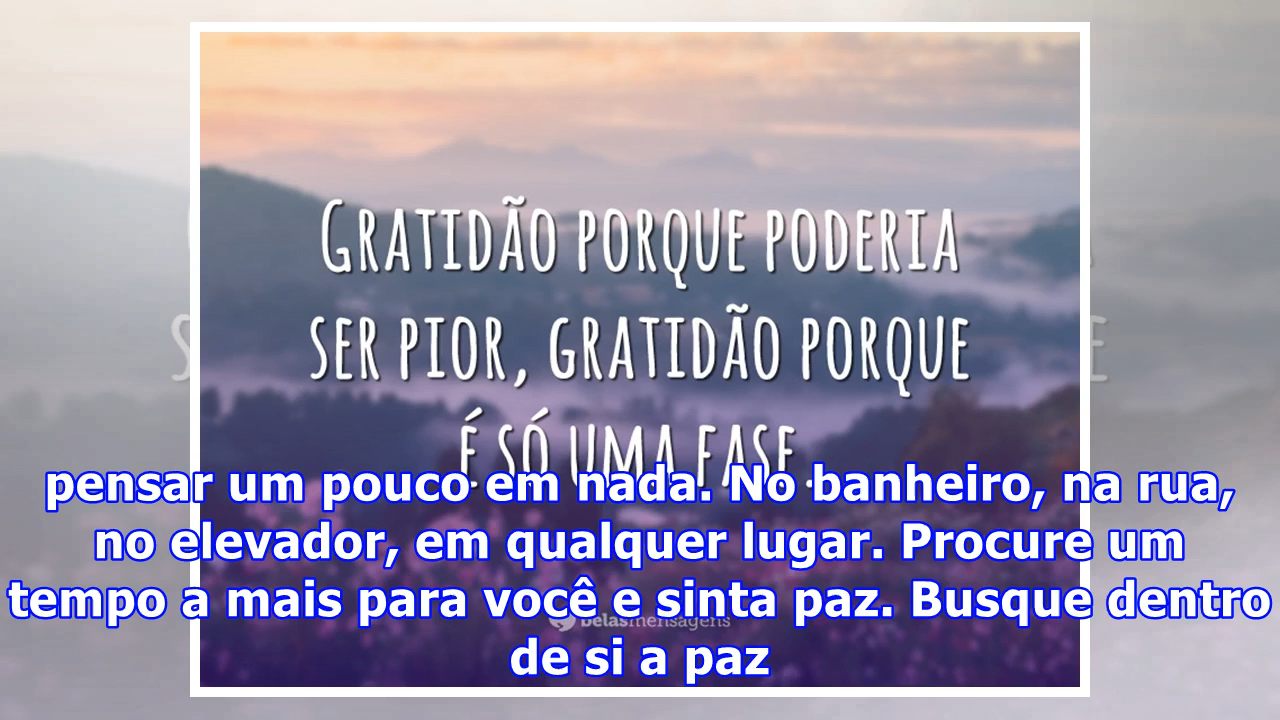 GRATIDÃO PORQUE PODERIA
SER PIOR, GRATIDÃO PORQUE
É SÓ UMA FASE.
pensar um pouco em nada. No banheiro, na rua,
no elevador, em qualquer lugar. Procure um
tempo a mais para você e sinta paz. Busque dentro
belasmensagens
de si a paz